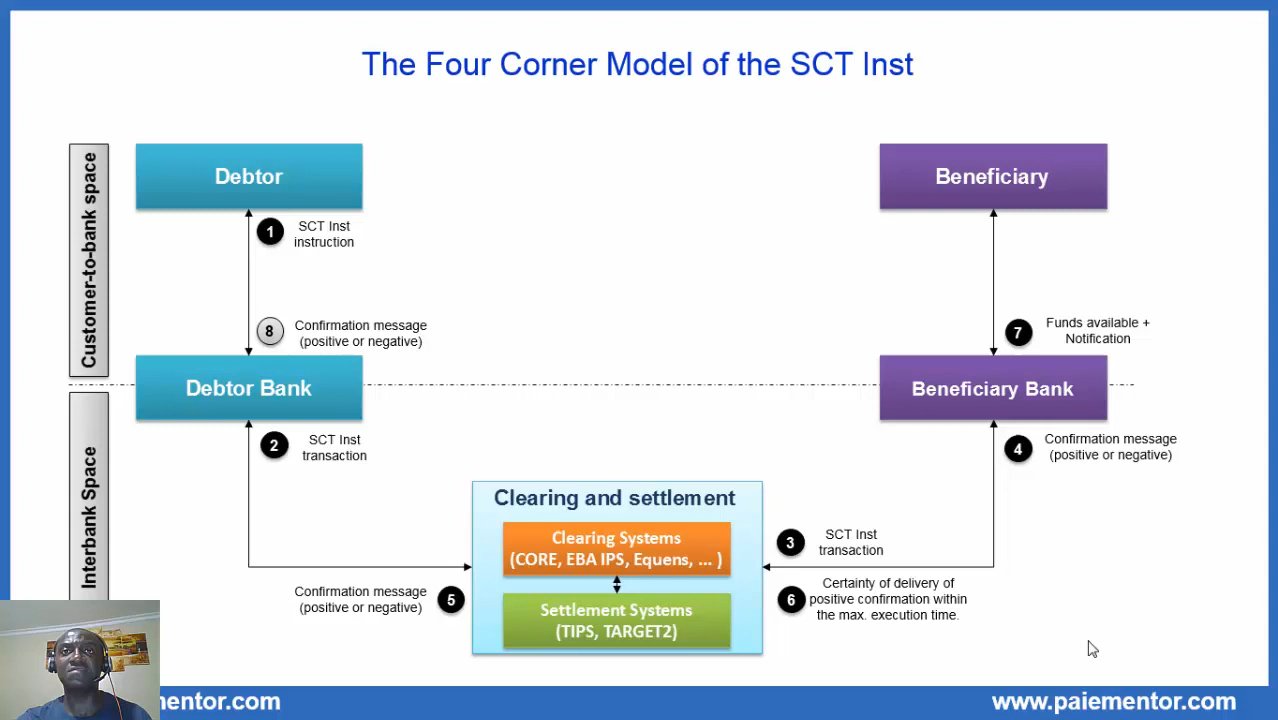 The Four Corner Model of the SCT Inst
Customer-to-bank space
Debtor
Beneficiary
1
SCT Inst
instruction
8
Confirmation message
(positive or negative)
7
Funds available +
Notification
Debtor Bank
Beneficiary Bank
Interbank Space
2
SCT Inst
transaction
4
Confirmation message
(positive or negative)
Clearing and settlement
Clearing Systems
(CORE, EBA IPS, Equens, ... )
3
SCT Inst
transaction
Confirmation message
(positive or negative)
5
Settlement Systems
(TIPS, TARGET2)
6
Certainty of delivery of
positive confirmation within
the max. execution time.
mentor.com
www.paiementor.com